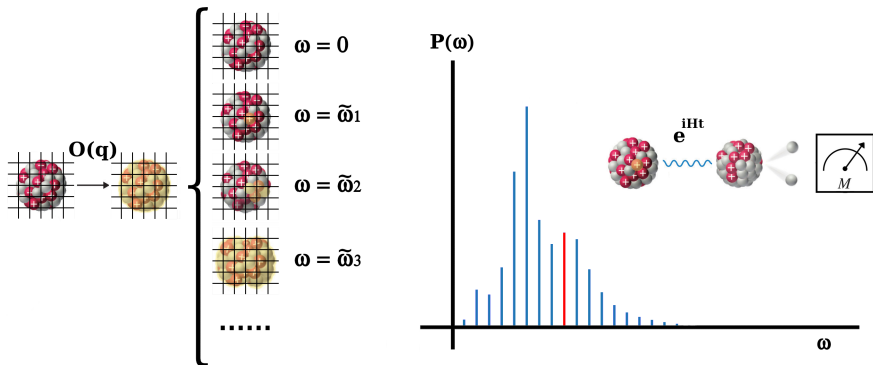 O(q)
ω = 0
ω = ω̃1
ω = ω̃2
ω = ω̃3
......
P(ω)
e^{iHt}
M
ω